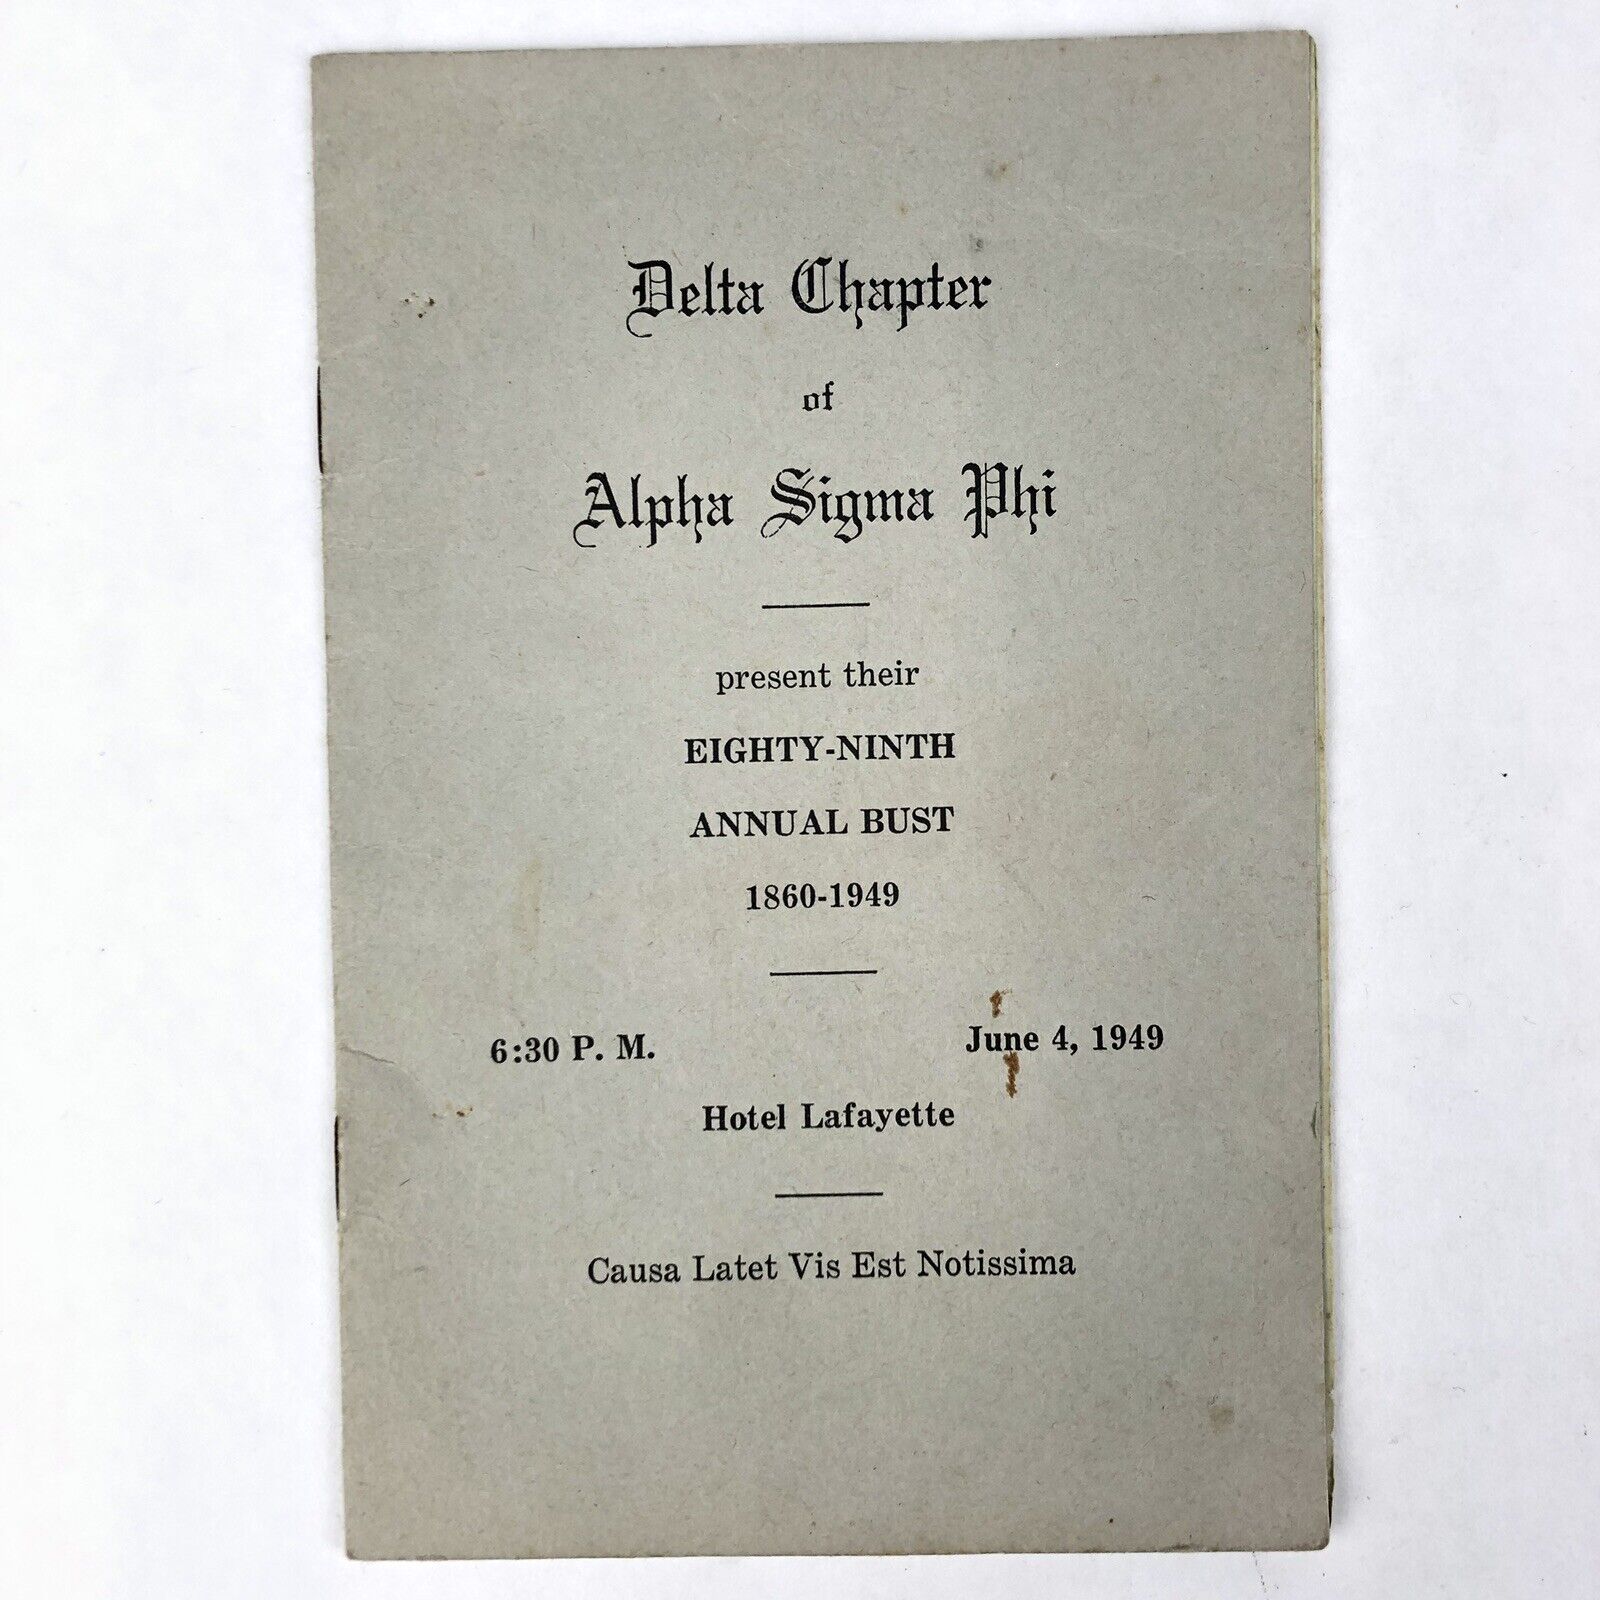 Delta Chapter
of
Alpha Sigma Phi
present their
EIGHTY-NINTH
ANNUAL BUST
1860-1949
6:30 P. M. June 4, 1949
Hotel Lafayette
Causa Latet Vis Est Notissima